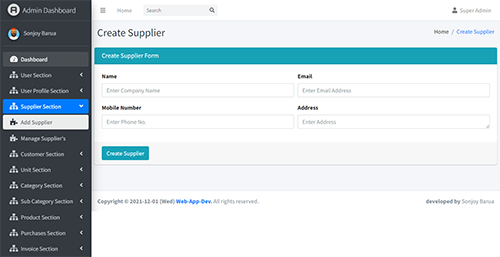 Admin Dashboard
Home
Search
Super Admin
Sonjoy Barua
Create Supplier
Home / Create Supplier
Dashboard
User Section
User Profile Section
Supplier Section
Add Supplier
Manage Supplier's
Customer Section
Unit Section
Category Section
Sub Category Section
Product Section
Purchases Section
Invoice Section
Create Supplier Form
Name
Enter Company Name
Email
Enter Email Address
Mobile Number
Enter Phone No.
Address
Enter Address
Create Supplier
Copyright © 2021-12-01 (Wed) Web-App-Dev. All rights reserved.
developed by Sonjoy Barua